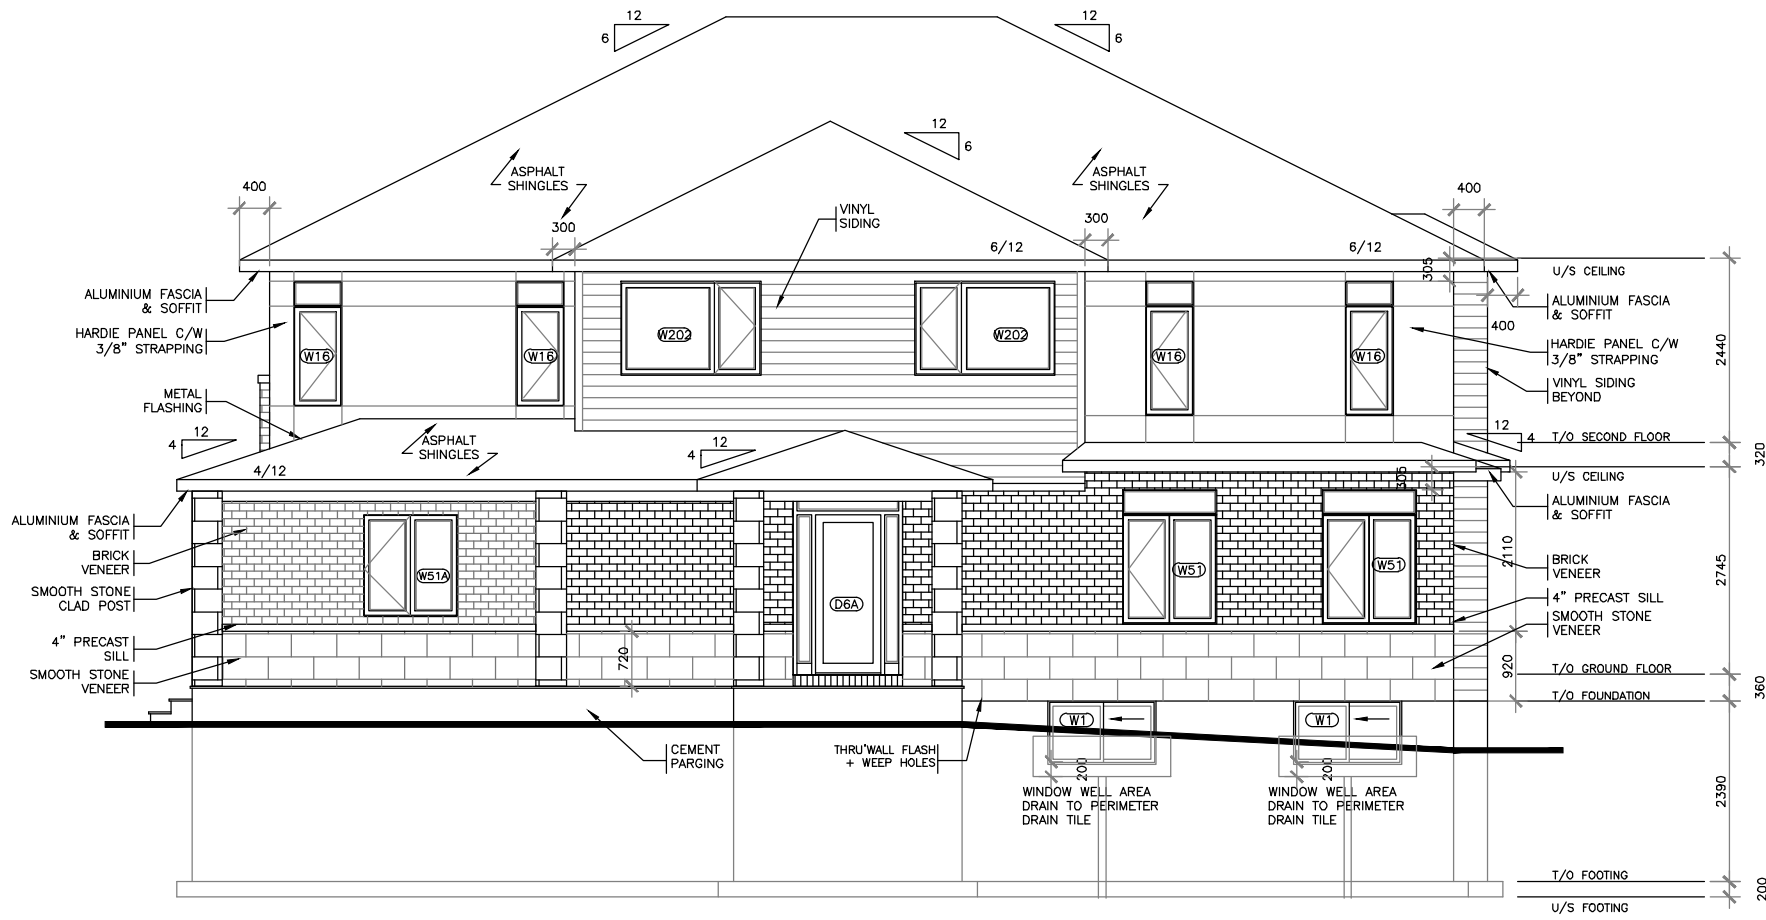 12
6
12
6
12
6
ASPHALT
SHINGLES
ASPHALT
SHINGLES
400
400
VINYL
SIDING
300
300
6/12
6/12
305
U/S CEILING
ALUMINIUM FASCIA
& SOFFIT
ALUMINIUM FASCIA
& SOFFIT
400
HARDIE PANEL C/W
3/8" STRAPPING
HARDIE PANEL C/W
3/8" STRAPPING
W16
W16
W202
W202
W16
W16
2440
VINYL SIDING
BEYOND
METAL
FLASHING
12
4
ASPHALT
SHINGLES
12
4
12
4
T/O SECOND FLOOR
320
4/12
305
U/S CEILING
ALUMINIUM FASCIA
& SOFFIT
ALUMINIUM FASCIA
& SOFFIT
BRICK
VENEER
2110
2745
BRICK
VENEER
W51A
W51
W51
SMOOTH STONE
CLAD POST
D6A
4" PRECAST SILL
SMOOTH STONE
VENEER
4" PRECAST
SILL
720
920
SMOOTH STONE
VENEER
T/O GROUND FLOOR
360
T/O FOUNDATION
W1
W1
CEMENT
PARGING
THRU'WALL FLASH
+ WEEP HOLES
200
200
WINDOW WELL AREA
DRAIN TO PERIMETER
DRAIN TILE
WINDOW WELL AREA
DRAIN TO PERIMETER
DRAIN TILE
2390
T/O FOOTING
200
U/S FOOTING